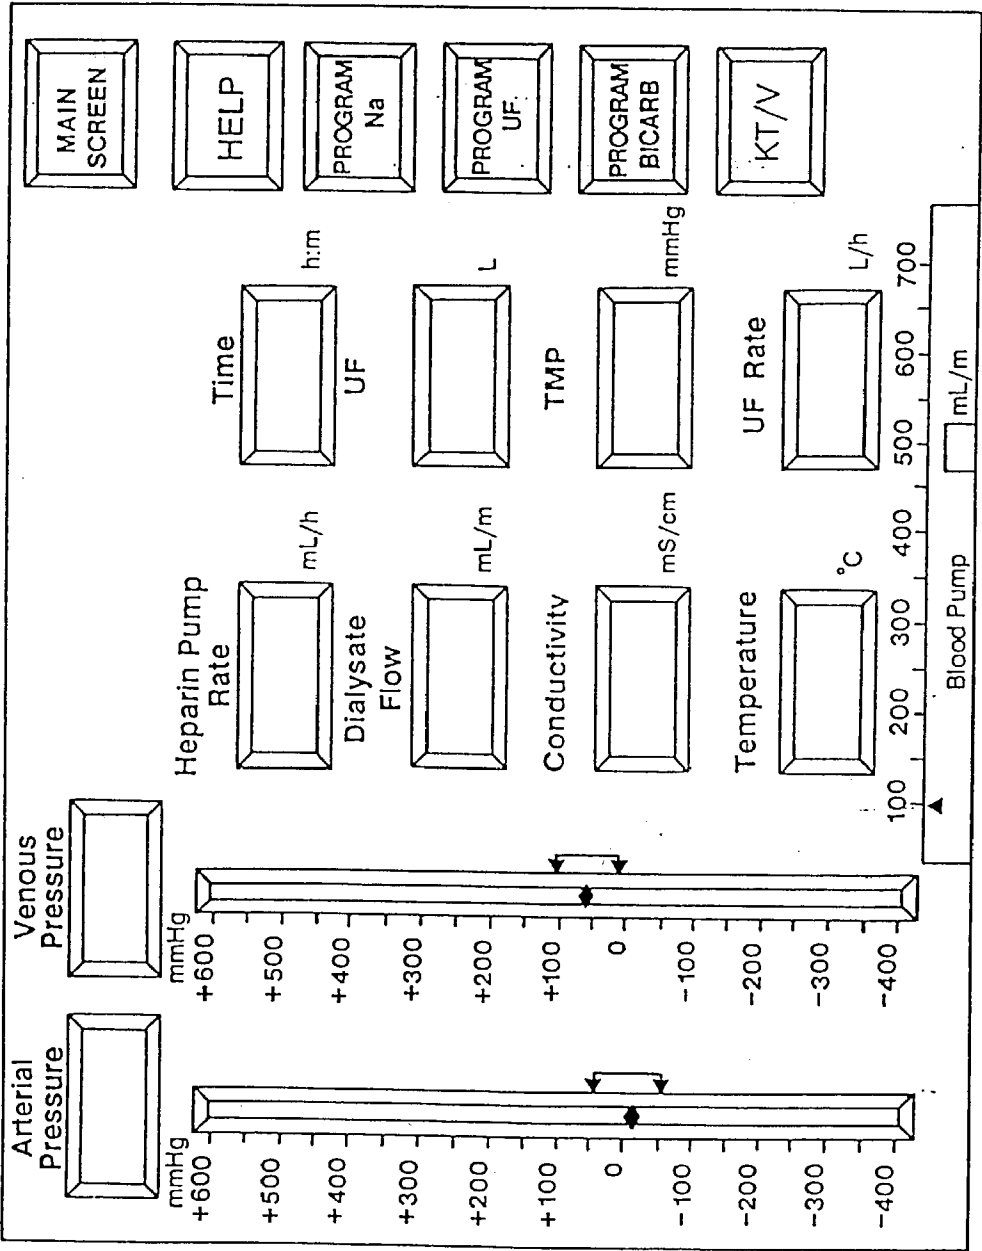 Arterial
Pressure
mmHg
+600
+500
+400
+300
+200
+100
0
-100
-200
-300
-400
Venous
Pressure
mmHg
+600
+500
+400
+300
+200
+100
0
-100
-200
-300
-400
Heparin Pump
Rate
mL/h
Dialysate
Flow
mL/m
Conductivity
mS/cm
Temperature
°C
Time
h:m
UF
L
TMP
mmHg
UF Rate
L/h
100 200 300 400 500 600 700
Blood Pump mL/m
MAIN
SCREEN
HELP
PROGRAM
Na
PROGRAM
UF
PROGRAM
BICARB
KT/V